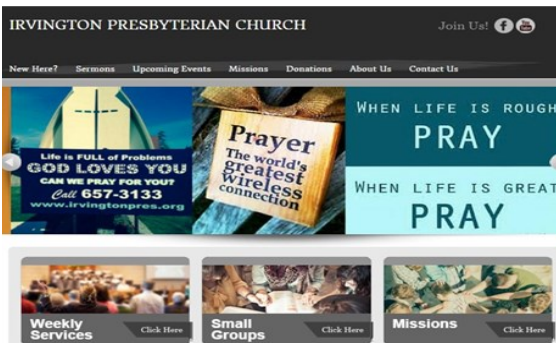 IRVINGTON PRESBYTERIAN CHURCH
Join Us!
New Here? Sermons Upcoming Events Missions Donations About Us Contact Us
Life is FULL of Problems
GOD LOVES YOU
CAN WE PRAY FOR YOU?
Call 657-3133
www.irvingtonpres.org
Prayer
The world's
greatest
wireless
connection
WHEN LIFE IS ROUGH
PRAY
WHEN LIFE IS GREAT
PRAY
Weekly
Services
Click Here
Small
Groups
Click Here
Missions
Click Here